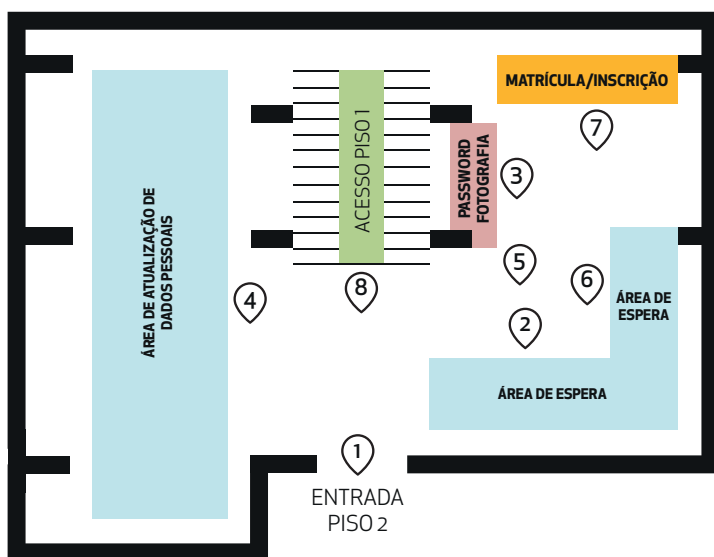 MATRÍCULA/INSCRIÇÃO
7
ACESSO PISO 1
PASSWORD
FOTOGRAFIA
3
ÁREA DE ATUALIZAÇÃO DE
DADOS PESSOAIS
4
8
5
6
ÁREA DE
ESPERA
2
ÁREA DE ESPERA
1
ENTRADA
PISO 2